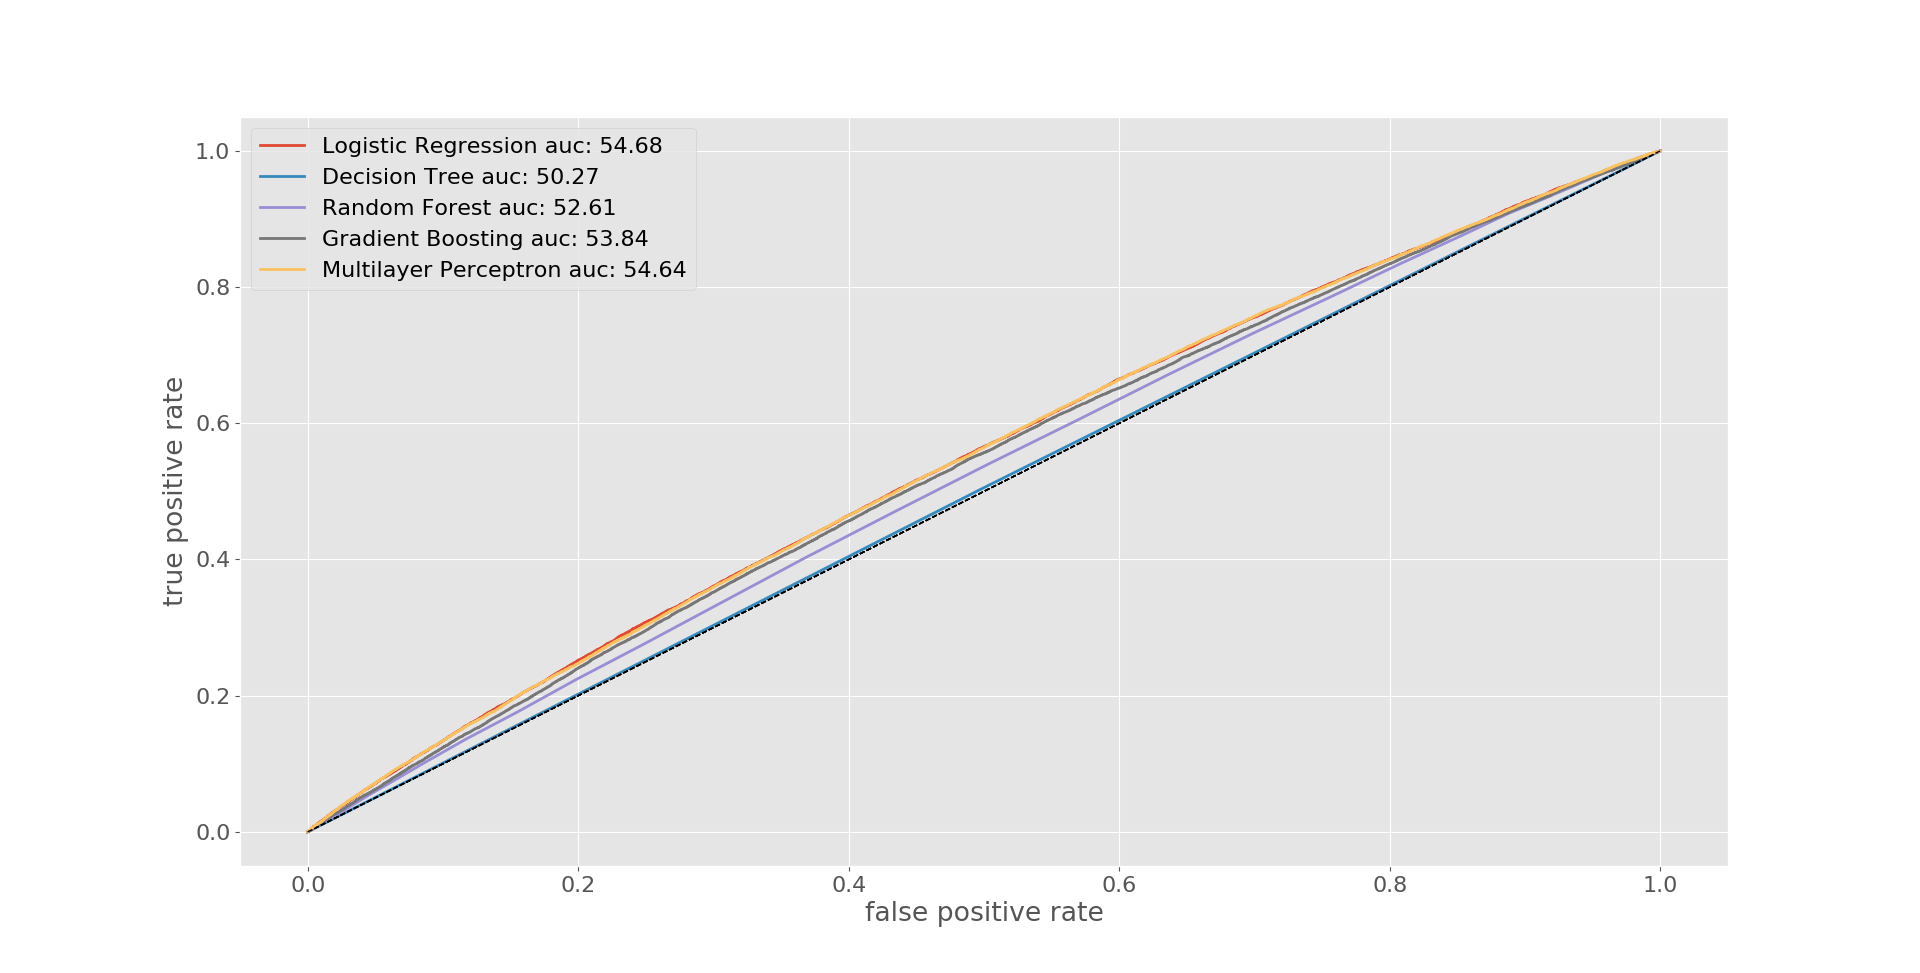 Logistic Regression auc: 54.68
Decision Tree auc: 50.27
Random Forest auc: 52.61
Gradient Boosting auc: 53.84
Multilayer Perceptron auc: 54.64
1.0
0.8
0.6
0.4
0.2
0.0
true positive rate
0.0 0.2 0.4 0.6 0.8 1.0
false positive rate